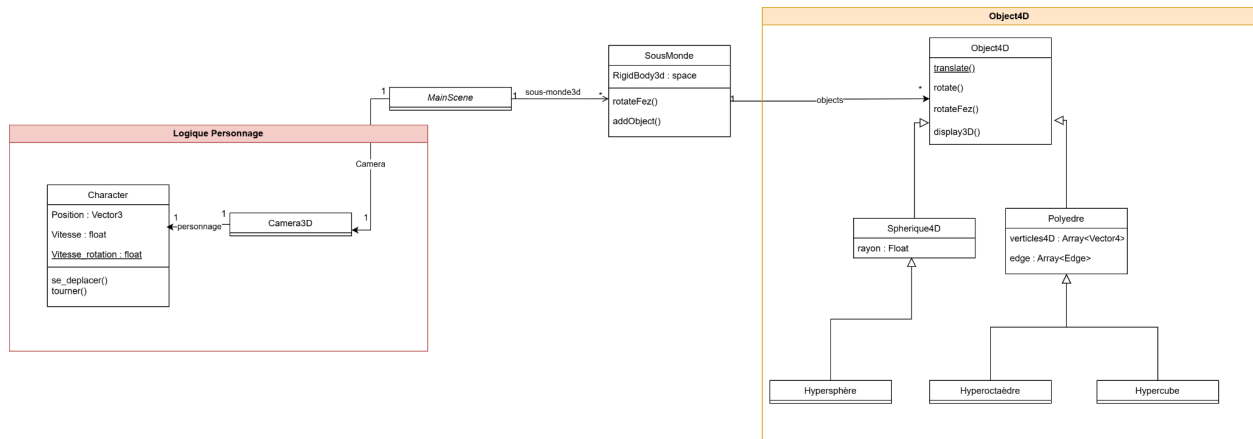 Object4D
Object4D
translate()
rotate()
rotateFez()
display3D()
SousMonde
RigidBody3d : space
rotateFez()
addObject()
1
objects
*
MainScene
1
1
sous-monde3d
*
Logique Personnage
Camera
1
Character
Position : Vector3
Vitesse : float
Vitesse_rotation : float
se_deplacer()
tourner()
1
personnage
1
Camera3D
Spherique4D
rayon : Float
Polyedre
verticles4D : Array<Vector4>
edge : Array<Edge>
Hypersphère
Hyperoctaèdre
Hypercube